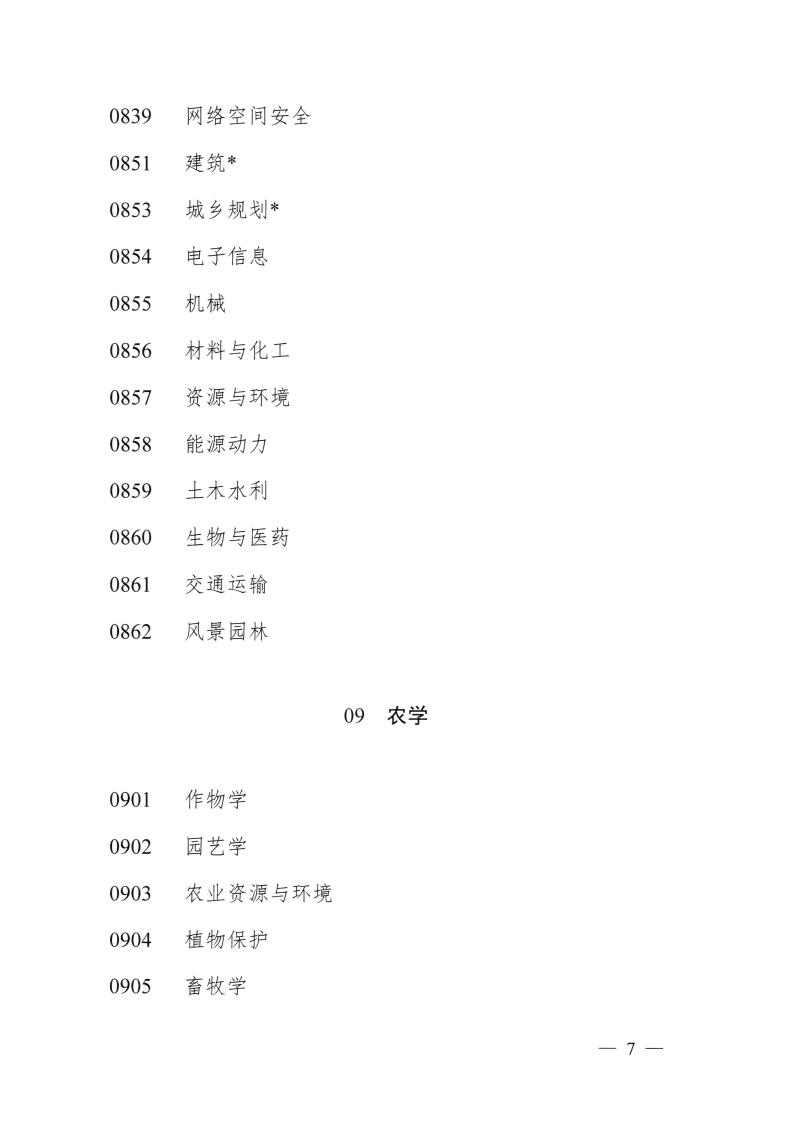 0839 网络空间安全
0851 建筑*
0853 城乡规划*
0854 电子信息
0855 机械
0856 材料与化工
0857 资源与环境
0858 能源动力
0859 土木水利
0860 生物与医药
0861 交通运输
0862 风景园林
09 农学
0901 作物学
0902 园艺学
0903 农业资源与环境
0904 植物保护
0905 畜牧学
— 7 —